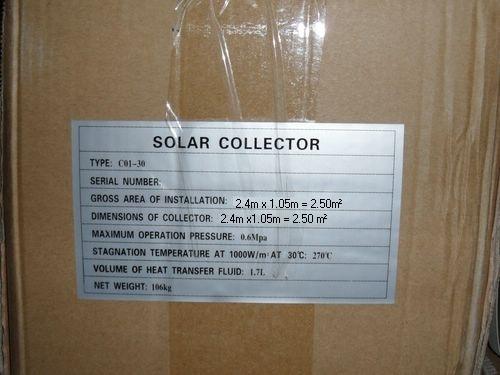 SOLAR COLLECTOR
TYPE: C01-30
SERIAL NUMBER:
GROSS AREA OF INSTALLATION: 2.4m x 1.05m = 2.50m²
DIMENSIONS OF COLLECTOR: 2.4m x1.05m = 2.50 m²
MAXIMUM OPERATION PRESSURE: 0.6Mpa
STAGNATION TEMPERATURE AT 1000W/m² AT 30℃: 270℃
VOLUME OF HEAT TRANSFER FLUID: 1.7L
NET WEIGHT: 106kg